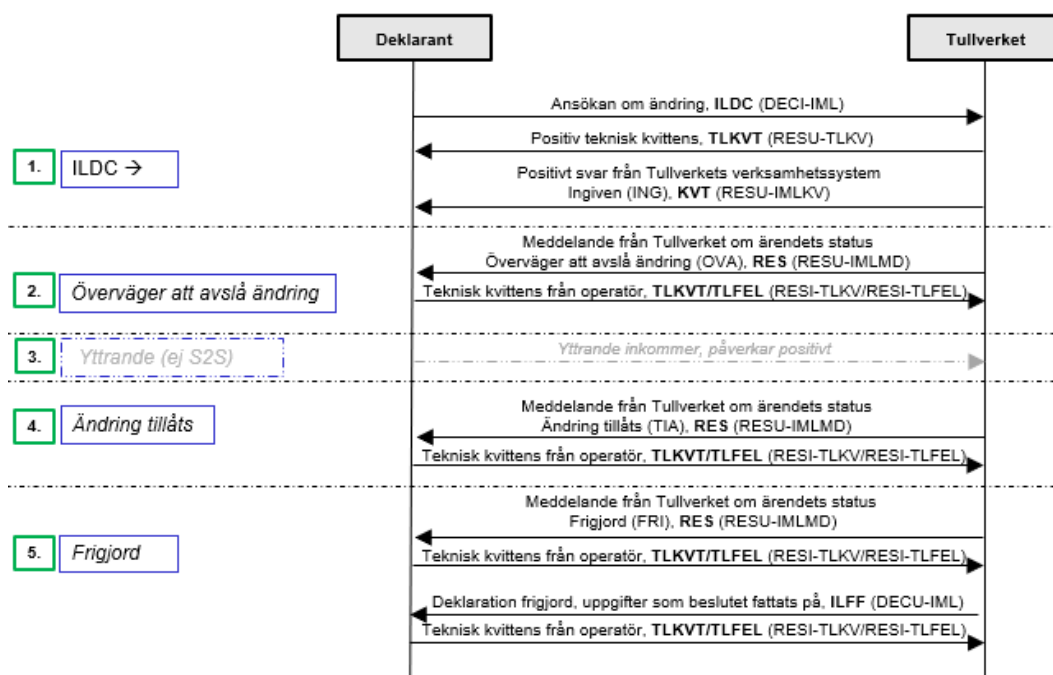 Deklarant
Tullverket
Ansökan om ändring, ILDC (DECI-IML)
Positiv teknisk kvittens, TLKVT (RESU-TLKV)
1.
ILDC →
Positivt svar från Tullverkets verksamhetssystem
Ingiven (ING), KVT (RESU-IMLKV)
Meddelande från Tullverket om ärendets status
Överväger att avslå ändring (OVA), RES (RESU-IMLMD)
2.
Överväger att avslå ändring
Teknisk kvittens från operatör, TLKVT/TLFEL (RESI-TLKV/RESI-TLFEL)
3.
Yttrande (ej S2S)
Yttrande inkommer, påverkar positivt
4.
Ändring tillåts
Meddelande från Tullverket om ärendets status
Ändring tillåts (TIA), RES (RESU-IMLMD)
Teknisk kvittens från operatör, TLKVT/TLFEL (RESI-TLKV/RESI-TLFEL)
Meddelande från Tullverket om ärendets status
Frigjord (FRI), RES (RESU-IMLMD)
5.
Frigjord
Teknisk kvittens från operatör, TLKVT/TLFEL (RESI-TLKV/RESI-TLFEL)
Deklaration frigjord, uppgifter som beslutet fattats på, ILFF (DECU-IML)
Teknisk kvittens från operatör, TLKVT/TLFEL (RESI-TLKV/RESI-TLFEL)